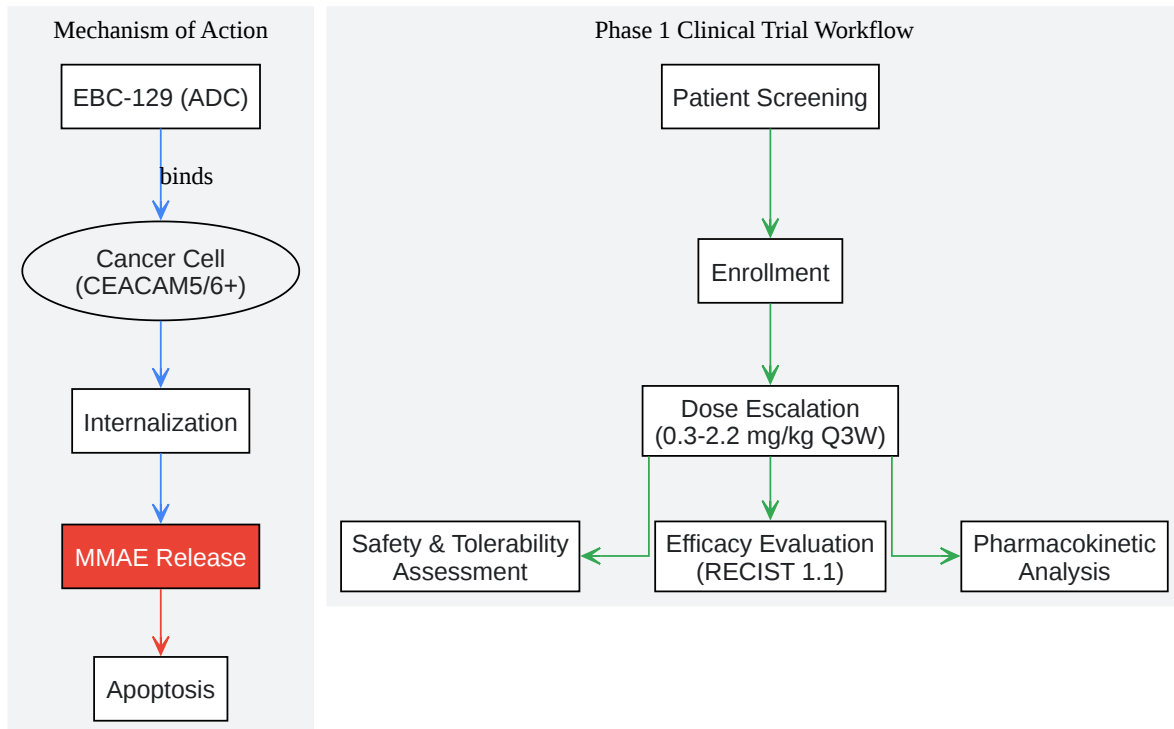 Mechanism of Action
EBC-129 (ADC)
binds
Cancer Cell
(CEACAM5/6+)
Internalization
MMAE Release
Apoptosis
Phase 1 Clinical Trial Workflow
Patient Screening
Enrollment
Dose Escalation
(0.3-2.2 mg/kg Q3W)
Safety & Tolerability
Assessment
Efficacy Evaluation
(RECIST 1.1)
Pharmacokinetic
Analysis